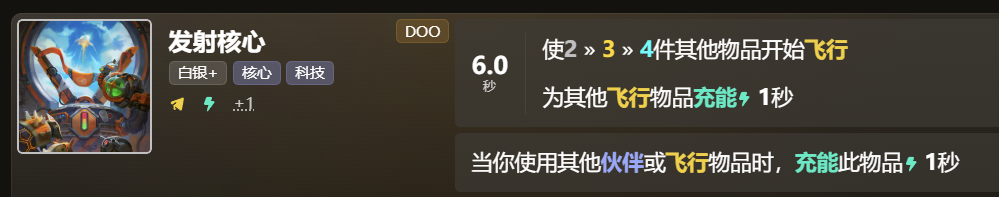 发射核心
DOO
白银+ 核心 科技
+1
6.0
秒
使2 » 3 » 4件其他物品开始飞行
为其他飞行物品充能 1秒
当你使用其他伙伴或飞行物品时，充能此物品 1秒